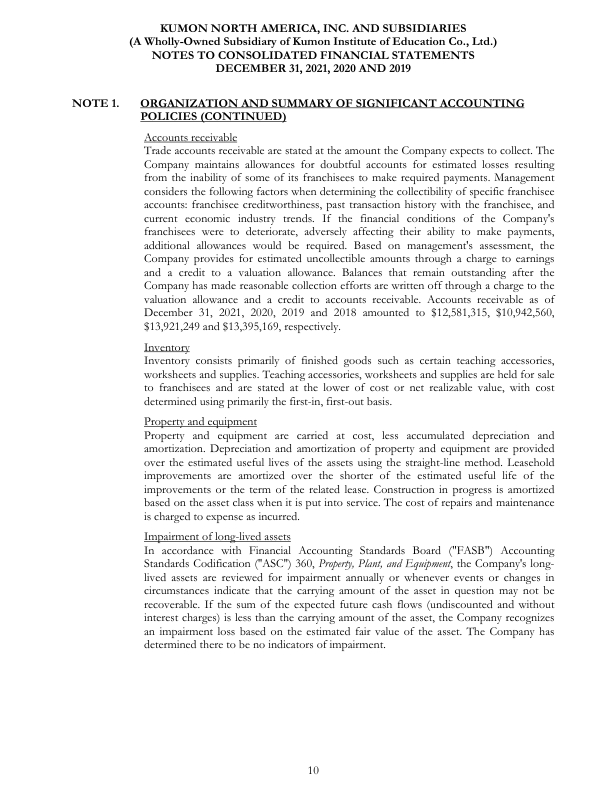 KUMON NORTH AMERICA, INC. AND SUBSIDIARIES
(A Wholly-Owned Subsidiary of Kumon Institute of Education Co., Ltd.)
NOTES TO CONSOLIDATED FINANCIAL STATEMENTS
DECEMBER 31, 2021, 2020 AND 2019
NOTE 1. ORGANIZATION AND SUMMARY OF SIGNIFICANT ACCOUNTING
POLICIES (CONTINUED)
Accounts receivable
Trade accounts receivable are stated at the amount the Company expects to collect. The
Company maintains allowances for doubtful accounts for estimated losses resulting
from the inability of some of its franchisees to make required payments. Management
considers the following factors when determining the collectibility of specific franchisee
accounts: franchisee creditworthiness, past transaction history with the franchisee, and
current economic industry trends. If the financial conditions of the Company's
franchisees were to deteriorate, adversely affecting their ability to make payments,
additional allowances would be required. Based on management's assessment, the
Company provides for estimated uncollectible amounts through a charge to earnings
and a credit to a valuation allowance. Balances that remain outstanding after the
Company has made reasonable collection efforts are written off through a charge to the
valuation allowance and a credit to accounts receivable. Accounts receivable as of
December 31, 2021, 2020, 2019 and 2018 amounted to $12,581,315, $10,942,560,
$13,921,249 and $13,395,169, respectively.
Inventory
Inventory consists primarily of finished goods such as certain teaching accessories,
worksheets and supplies. Teaching accessories, worksheets and supplies are held for sale
to franchisees and are stated at the lower of cost or net realizable value, with cost
determined using primarily the first-in, first-out basis.
Property and equipment
Property and equipment are carried at cost, less accumulated depreciation and
amortization. Depreciation and amortization of property and equipment are provided
over the estimated useful lives of the assets using the straight-line method. Leasehold
improvements are amortized over the shorter of the estimated useful life of the
improvements or the term of the related lease. Construction in progress is amortized
based on the asset class when it is put into service. The cost of repairs and maintenance
is charged to expense as incurred.
Impairment of long-lived assets
In accordance with Financial Accounting Standards Board ("FASB") Accounting
Standards Codification ("ASC") 360, Property, Plant, and Equipment, the Company's long-
lived assets are reviewed for impairment annually or whenever events or changes in
circumstances indicate that the carrying amount of the asset in question may not be
recoverable. If the sum of the expected future cash flows (undiscounted and without
interest charges) is less than the carrying amount of the asset, the Company recognizes
an impairment loss based on the estimated fair value of the asset. The Company has
determined there to be no indicators of impairment.
10